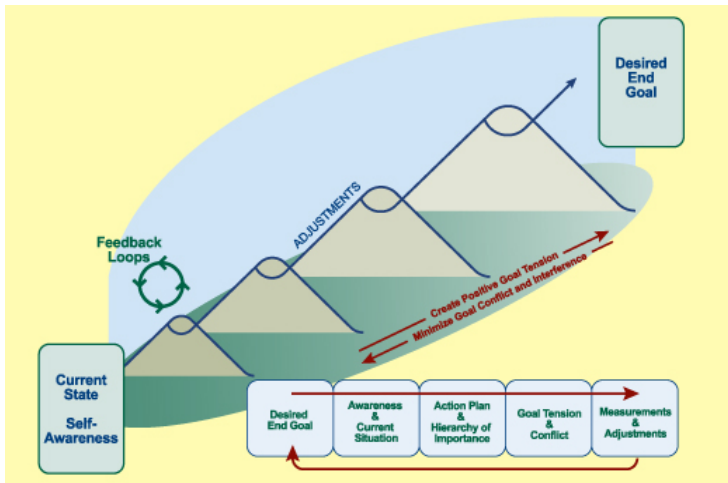 Desired
End
Goal
ADJUSTMENTS
Feedback
Loops
Create Positive Goal Tension
Minimize Goal Conflict and Interference
Current
State
Self-
Awareness
Desired
End Goal
Awareness
&
Current
Situation
Action Plan
&
Hierarchy of
Importance
Goal Tension
&
Conflict
Measurements
&
Adjustments